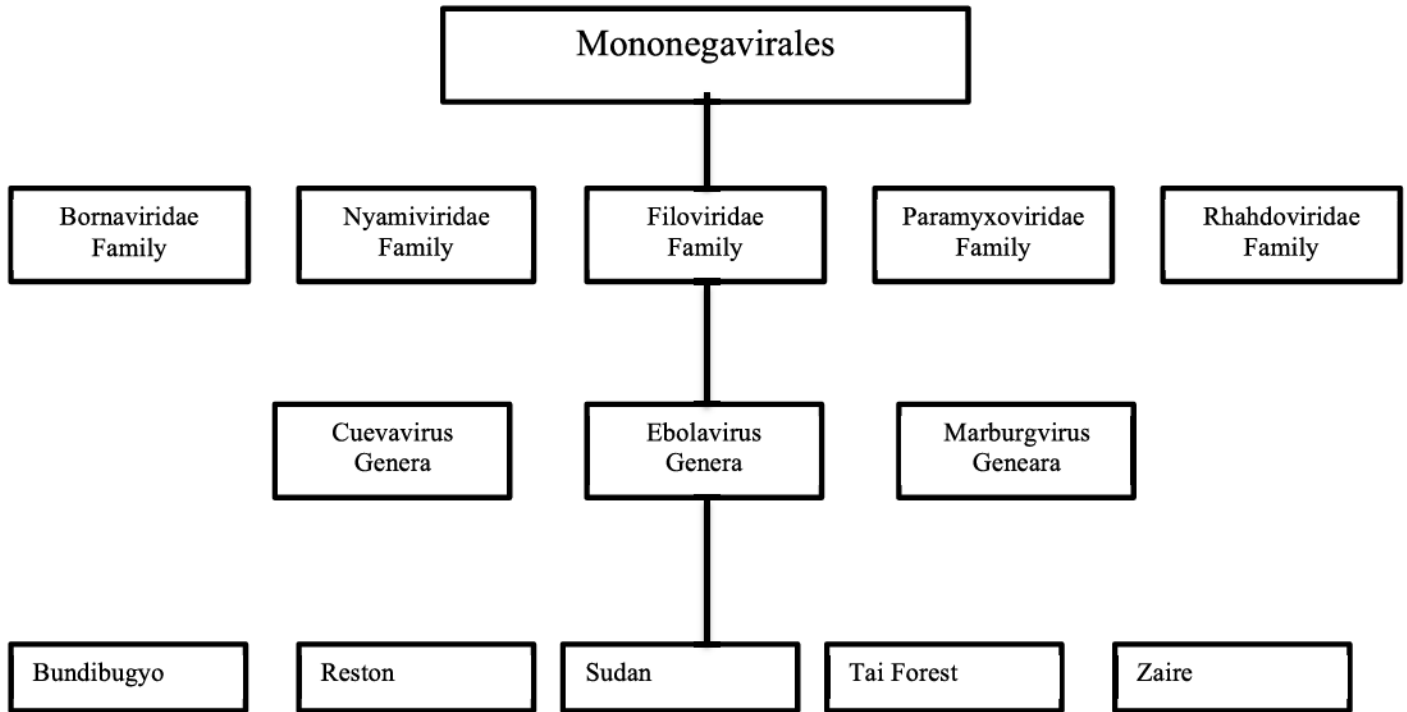 Mononegavirales
Bornaviridae
Family
Nyamiviridae
Family
Filoviridae
Family
Paramyxoviridae
Family
Rhahdoviridae
Family
Cuevavirus
Genera
Ebolavirus
Genera
Marburgvirus
Geneara
Bundibugyo
Reston
Sudan
Tai Forest
Zaire